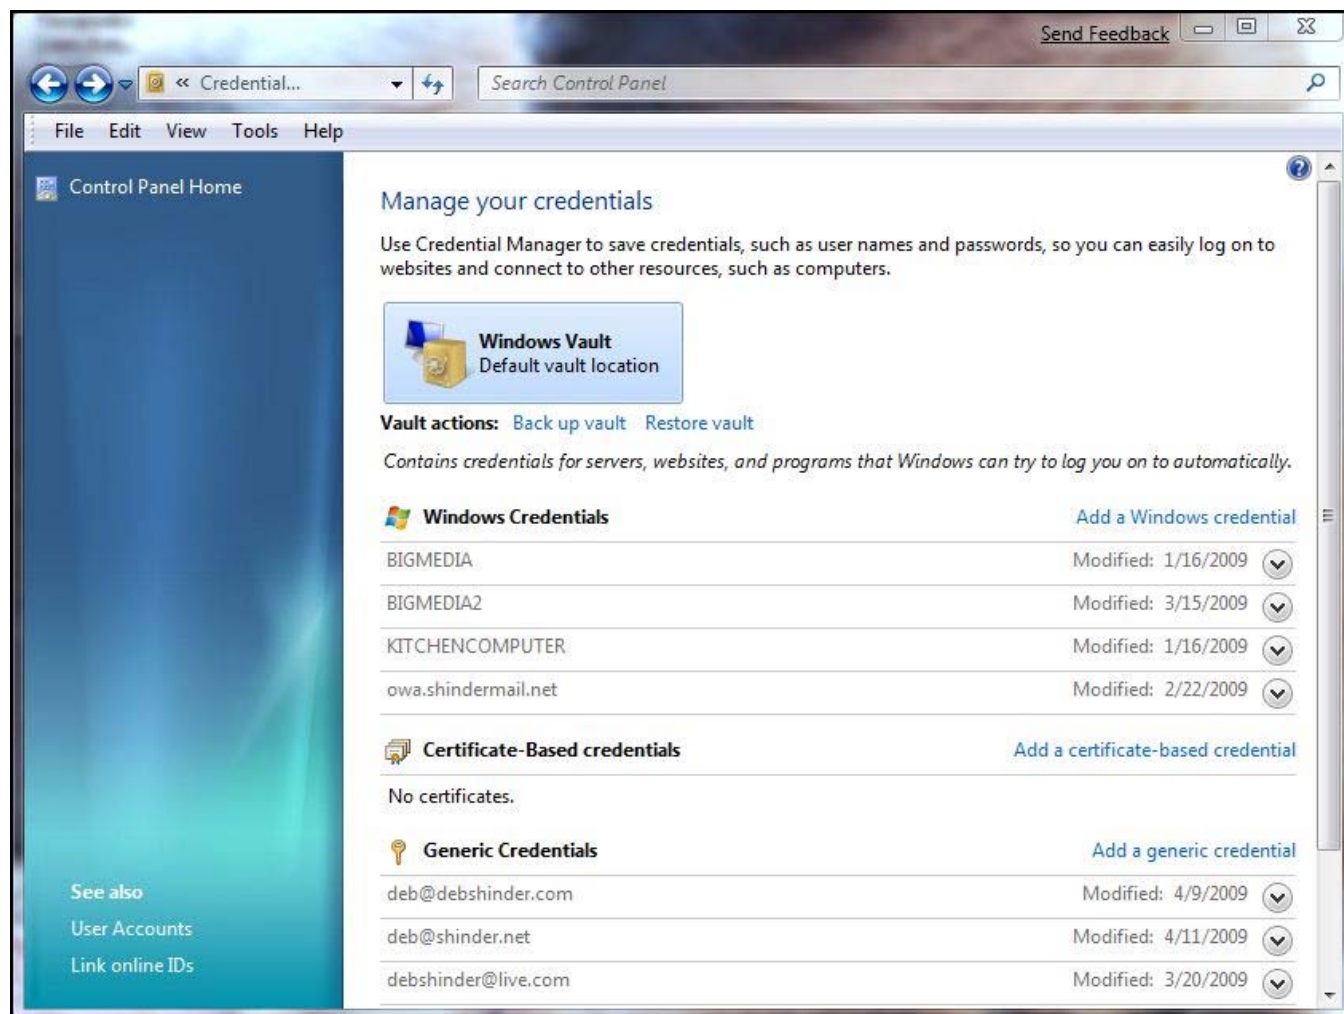 Send Feedback
« Credential...
Search Control Panel
File Edit View Tools Help
Control Panel Home
Manage your credentials
Use Credential Manager to save credentials, such as user names and passwords, so you can easily log on to
websites and connect to other resources, such as computers.
Windows Vault
Default vault location
Vault actions: Back up vault Restore vault
Contains credentials for servers, websites, and programs that Windows can try to log you on to automatically.
Windows Credentials Add a Windows credential
BIGMEDIA Modified: 1/16/2009
BIGMEDIA2 Modified: 3/15/2009
KITCHENCOMPUTER Modified: 1/16/2009
owa.shindermail.net Modified: 2/22/2009
Certificate-Based credentials Add a certificate-based credential
No certificates.
Generic Credentials Add a generic credential
deb@debshinder.com Modified: 4/9/2009
deb@shinder.net Modified: 4/11/2009
debshinder@live.com Modified: 3/20/2009
See also
User Accounts
Link online IDs